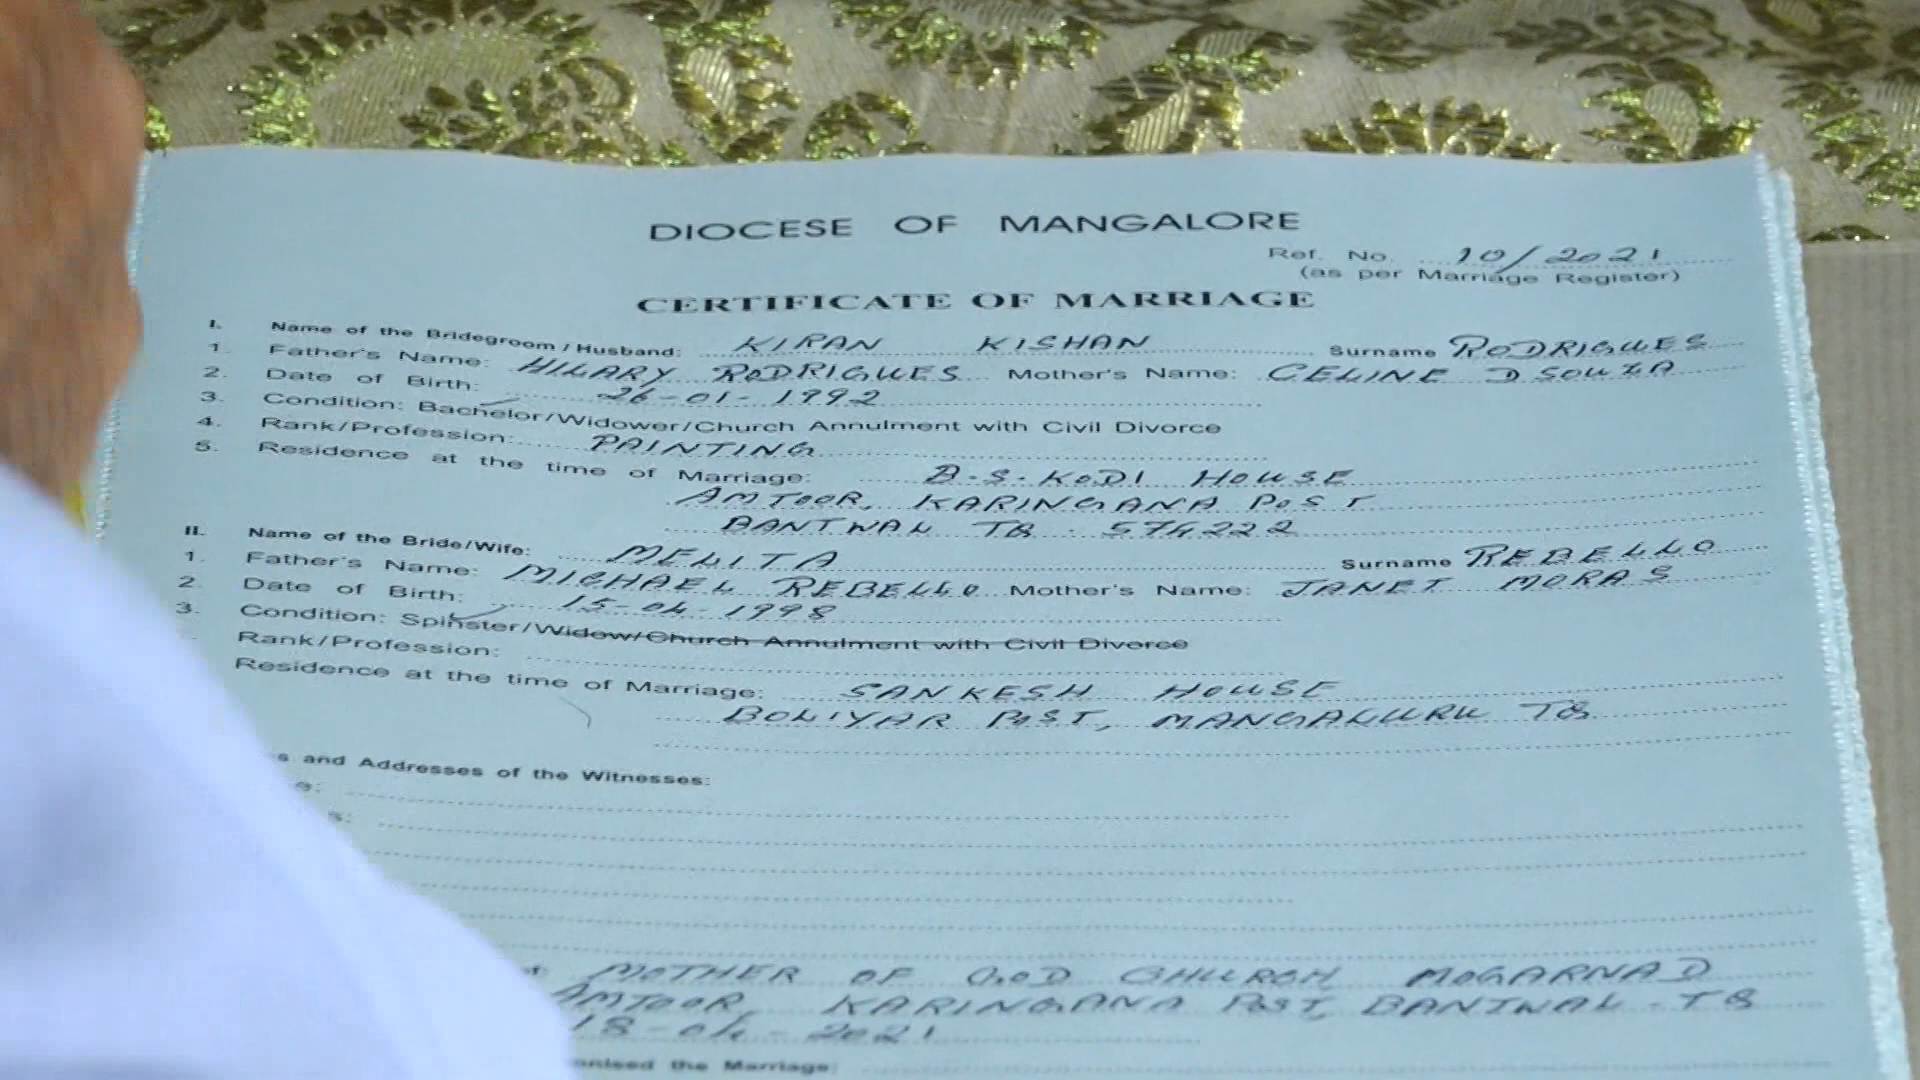 DIOCESE OF MANGALORE
Ref. No. 10/2021
(as per Marriage Register)
CERTIFICATE OF MARRIAGE
I. Name of the Bridegroom/Husband: KIRAN KISHAN Surname RODRIGUES
1. Father's Name: HILARY RODRIGUES Mother's Name: CELINE D SOUZA
2. Date of Birth: 26-01-1992
3. Condition: Bachelor/Widower/Church Annulment with Civil Divorce
4. Rank/Profession: PAINTING
5. Residence at the time of Marriage: B.S. KODI HOUSE
AMTOOR, KARINGANA POST
BANTWAL TQ. 574222
II. Name of the Bride/Wife: MELITA Surname REBELLO
1. Father's Name: MICHAEL REBELLO Mother's Name: JANET MORAS
2. Date of Birth: 15-04-1998
3. Condition: Spinster/Widow/Church Annulment with Civil Divorce
Rank/Profession:
Residence at the time of Marriage: SANKESH HOUSE
BOLIYAR POST, MANGALURU TQ
and Addresses of the Witnesses:
MOTHER OF GOD CHURCH MOGARNAD
AMTOOR, KARINGANA POST, BANTWAL-TQ
18-04-2021
the Marriage: